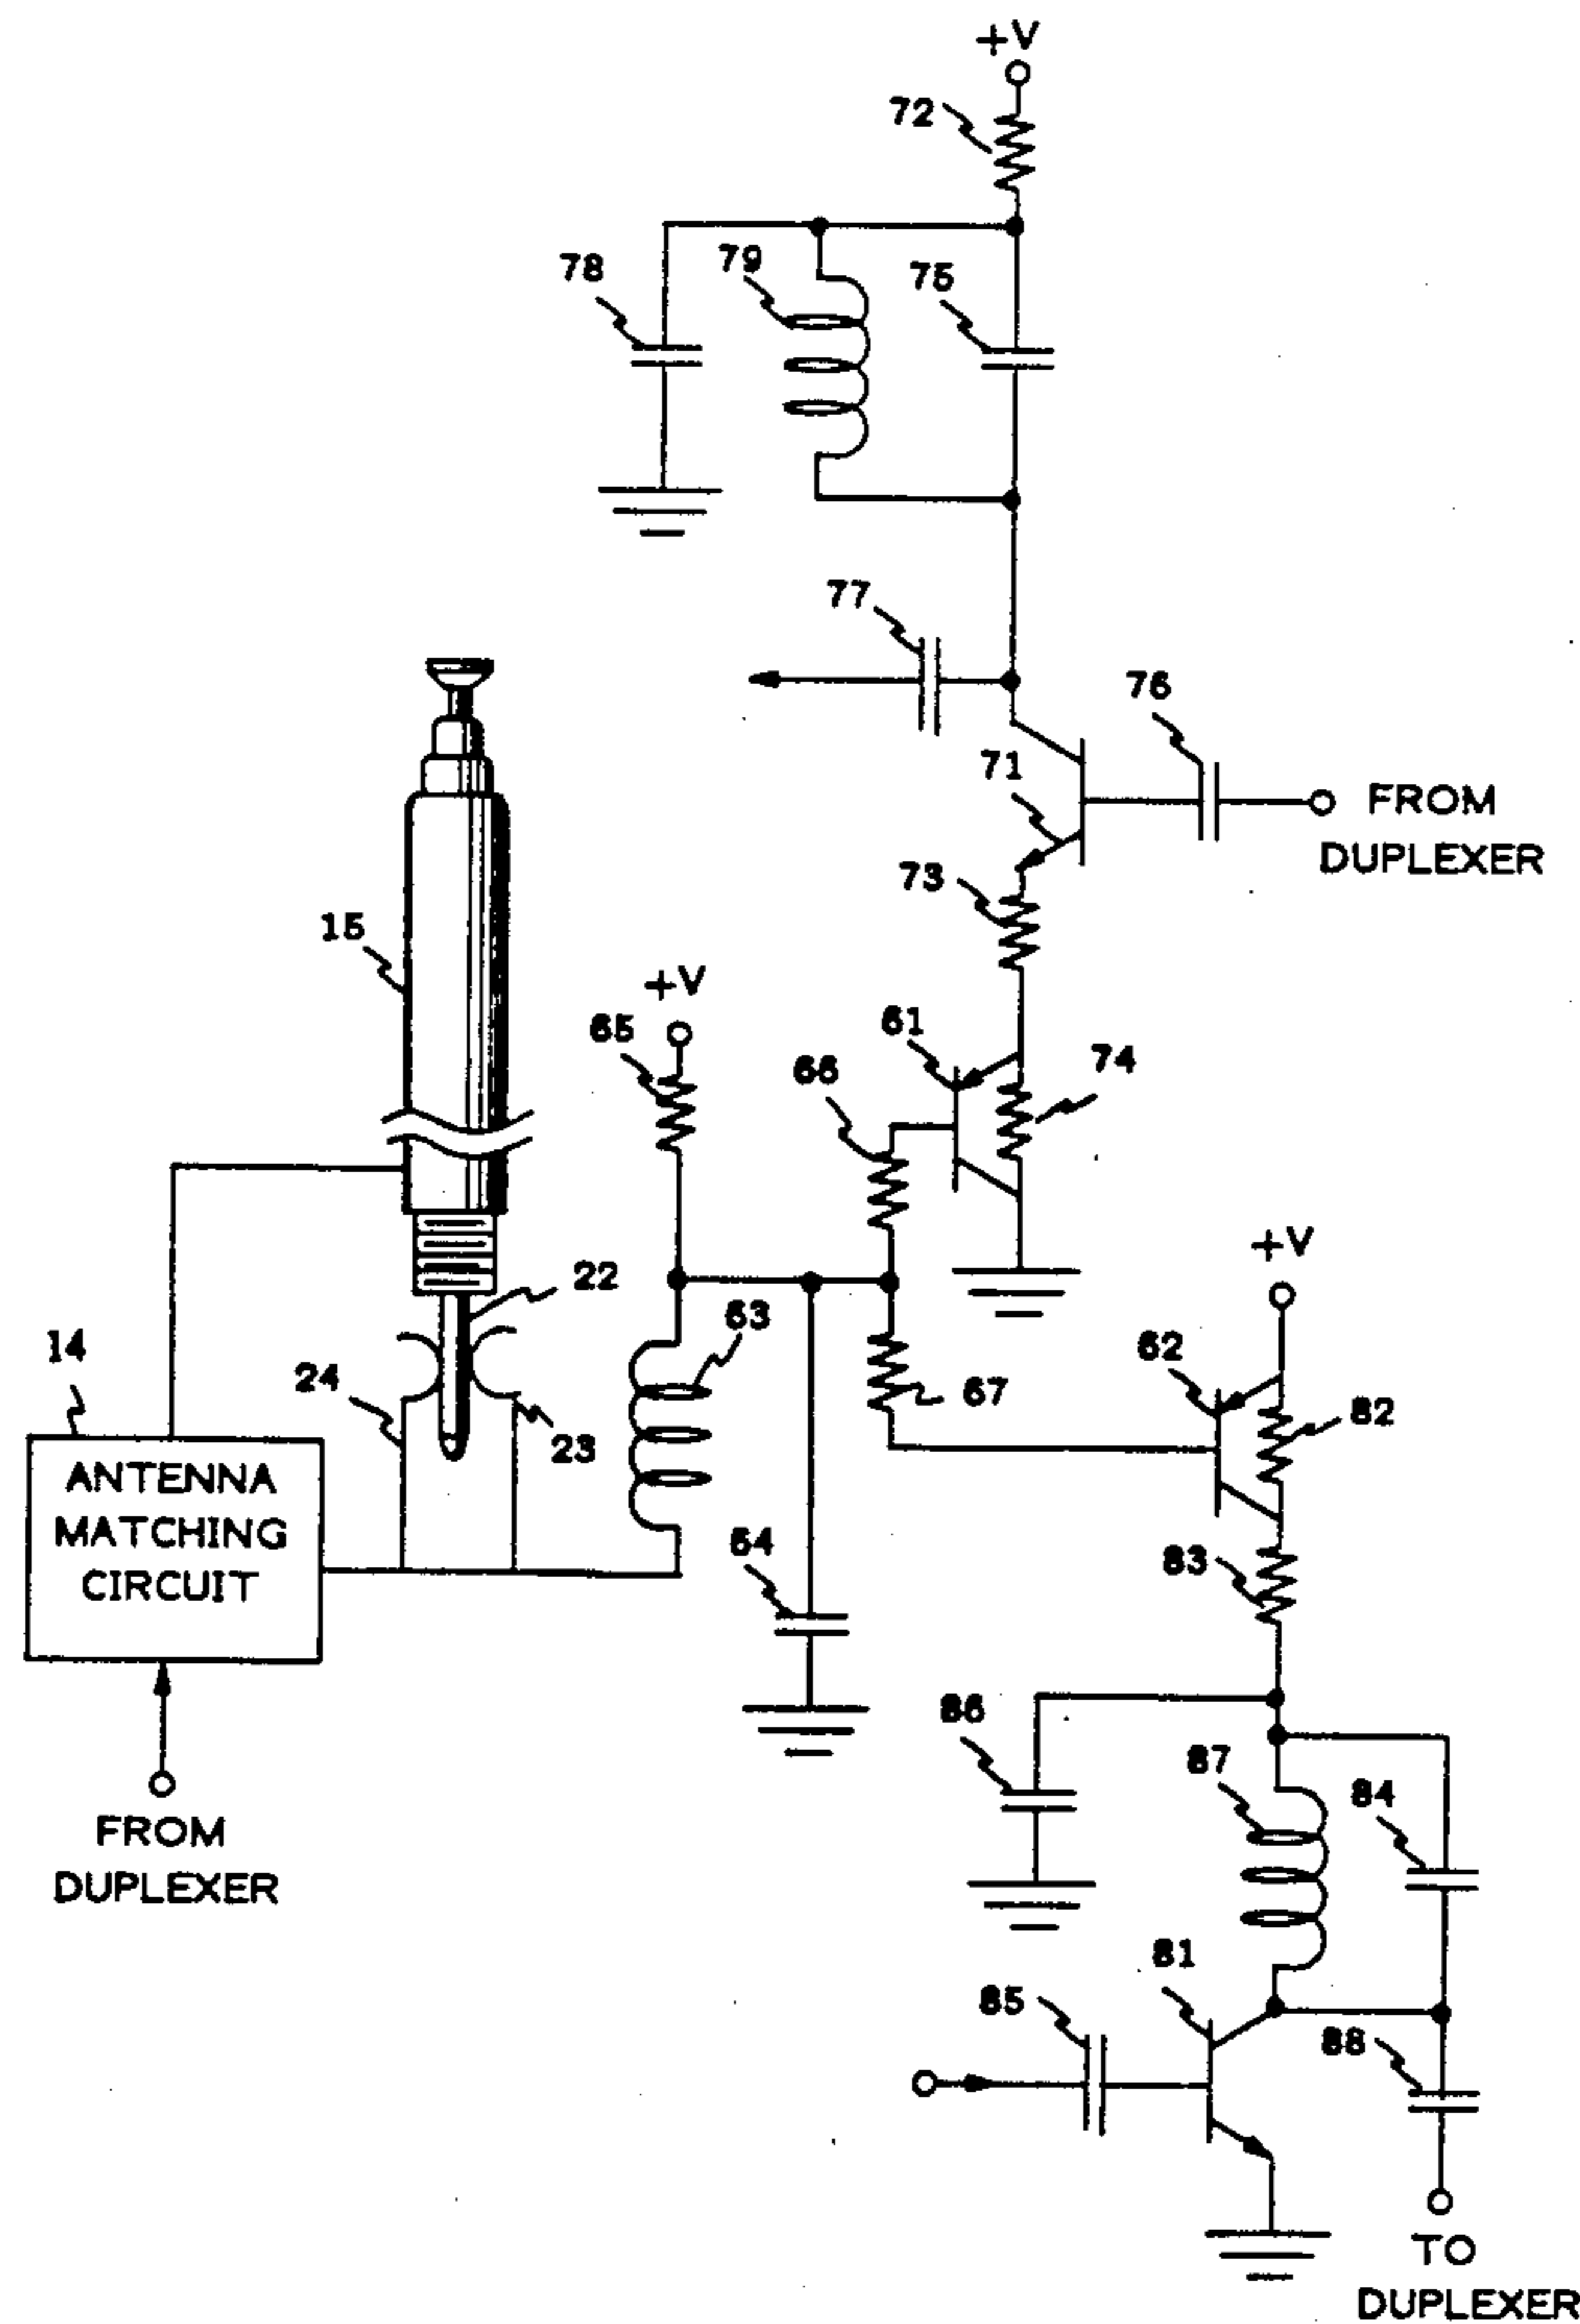 +V
72
78
79
75
77
76
71
FROM
DUPLEXER
73
15
+V
65
61
66
74
22
+V
63
14
24
62
82
23
67
ANTENNA
MATCHING
CIRCUIT
64
83
86
87
84
FROM
DUPLEXER
81
85
88
TO
DUPLEXER